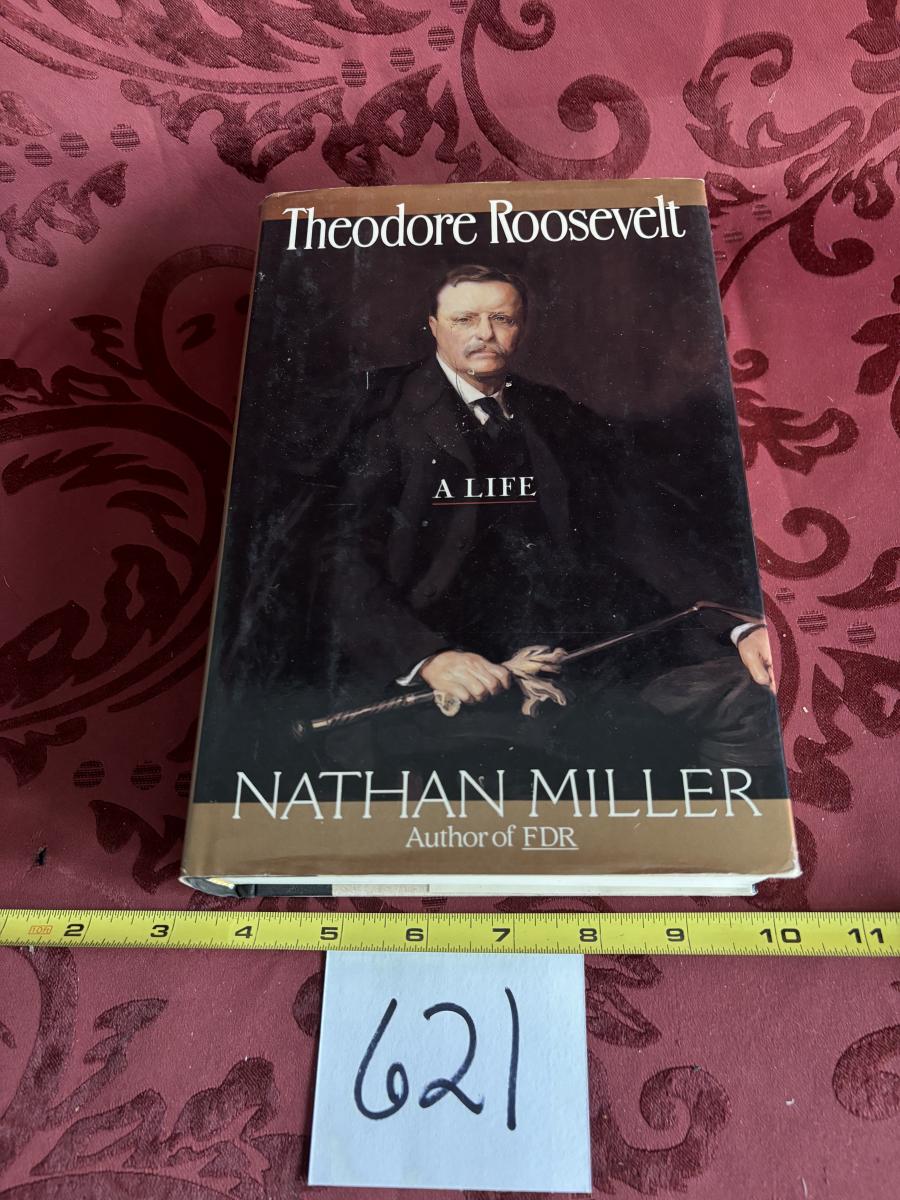 Theodore Roosevelt
A LIFE
NATHAN MILLER
Author of FDR
10ft 2 3 4 5 6 7 8 9 10 11
621